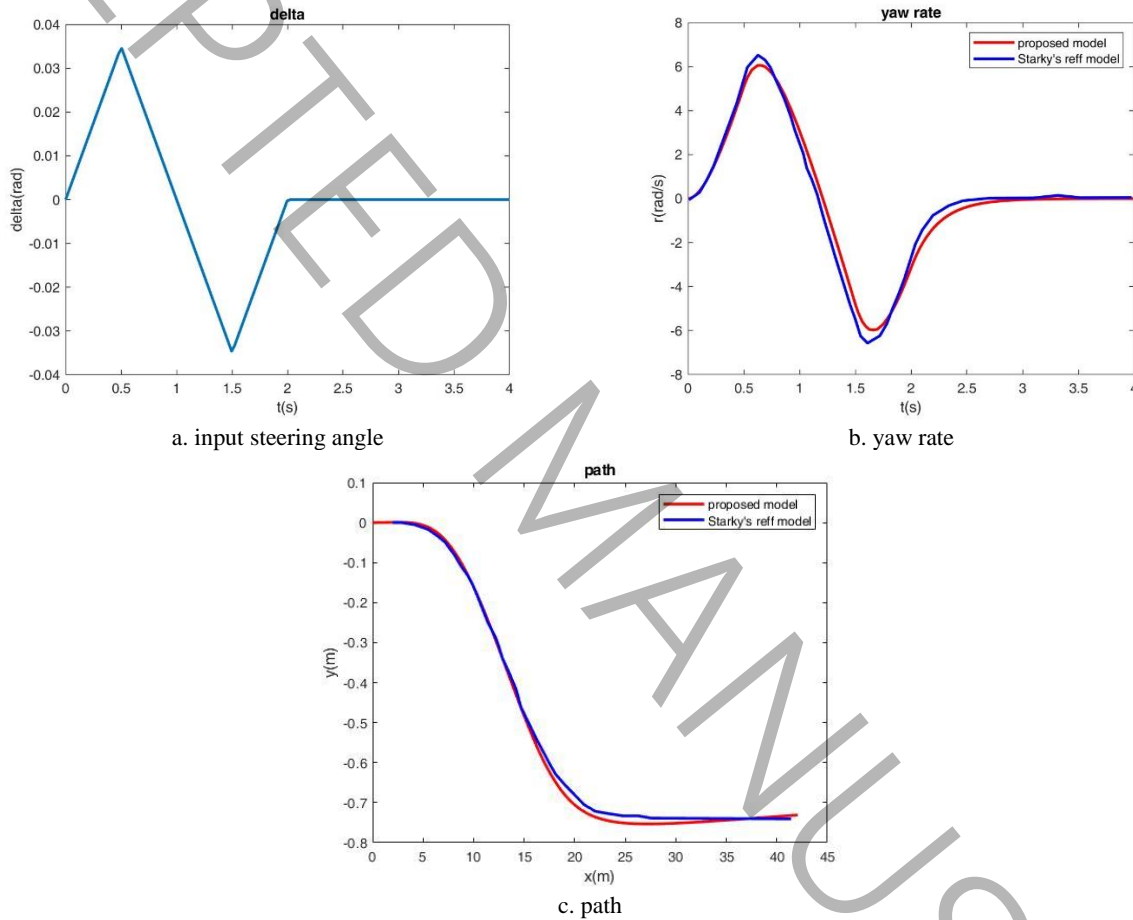 delta
0.04
0.03
0.02
0.01
0
-0.01
-0.02
-0.03
-0.04
delta(rad)
0 0.5 1 1.5 2 2.5 3 3.5 4
t(s)
a. input steering angle
yaw rate
proposed model
Starky's reff model
8
6
4
2
0
-2
-4
-6
-8
r(rad/s)
0 0.5 1 1.5 2 2.5 3 3.5 4
t(s)
b. yaw rate
path
proposed model
Starky's reff model
0.1
0
-0.1
-0.2
-0.3
-0.4
-0.5
-0.6
-0.7
-0.8
y(m)
0 5 10 15 20 25 30 35 40 45
x(m)
c. path
PTED MANUS